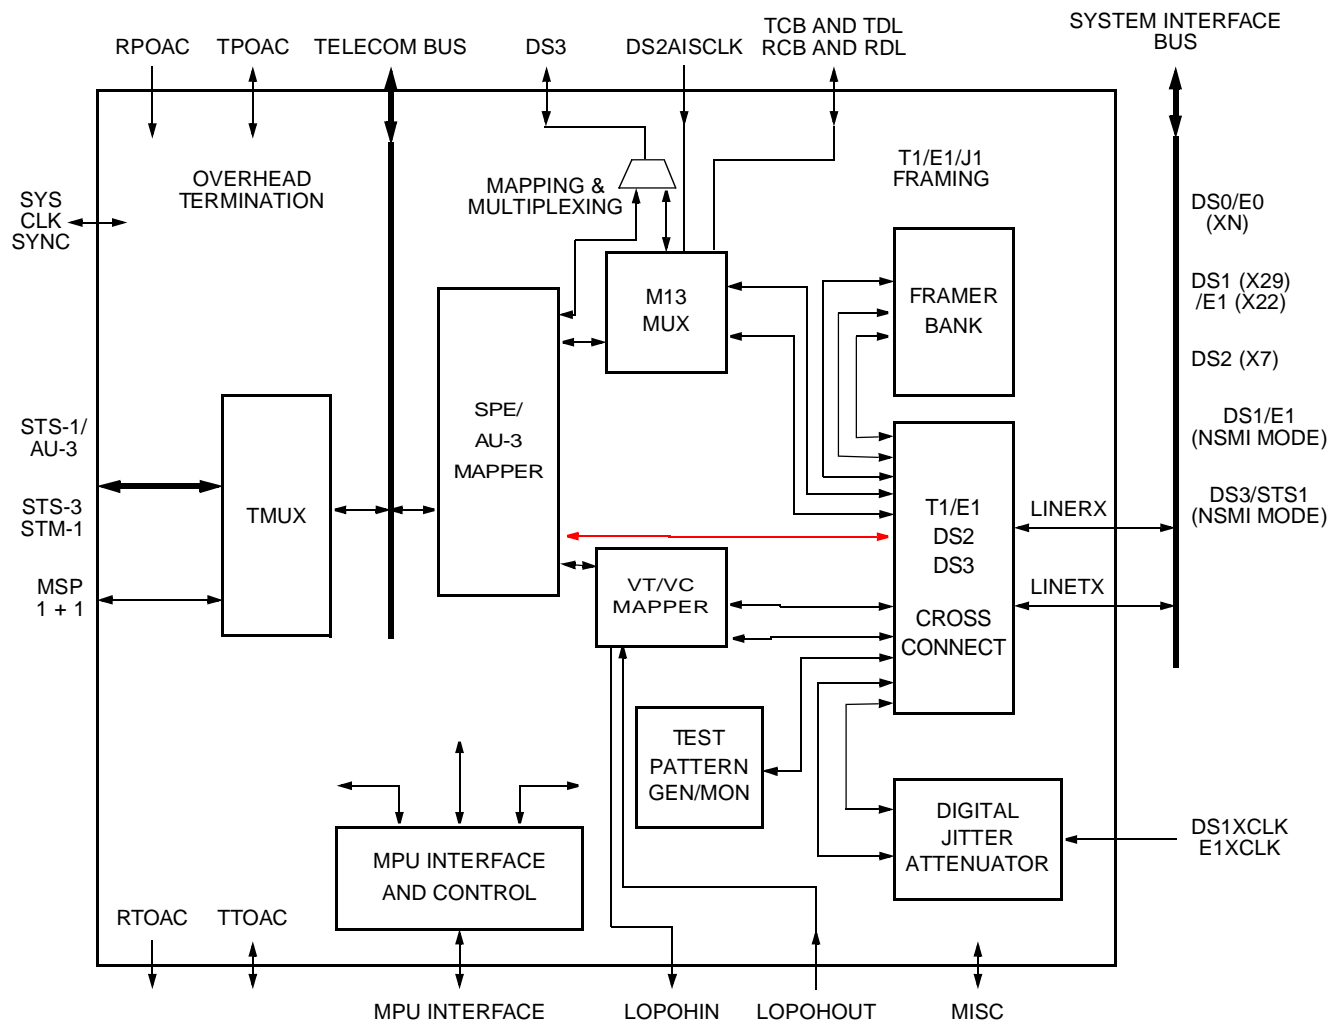 SYSTEM INTERFACE
BUS
TCB AND TDL
RCB AND RDL
RPOAC
TPOAC
TELECOM BUS
DS3
DS2AISCLK
OVERHEAD
TERMINATION
MAPPING &
MULTIPLEXING
T1/E1/J1
FRAMING
SYS
CLK
SYNC
DS0/E0
(XN)
DS1 (X29)
/E1 (X22)
DS2 (X7)
DS1/E1
(NSMI MODE)
DS3/STS1
(NSMI MODE)
M13
MUX
FRAMER
BANK
SPE/
AU-3
MAPPER
STS-1/
AU-3
STS-3
STM-1
TMUX
MSP
1 + 1
T1/E1
DS2
DS3
CROSS
CONNECT
LINERX
LINETX
VT/VC
MAPPER
TEST
PATTERN
GEN/MON
DIGITAL
JITTER
ATTENUATOR
DS1XCLK
E1XCLK
MPU INTERFACE
AND CONTROL
RTOAC
TTOAC
MPU INTERFACE
LOPOHIN
LOPOHOUT
MISC